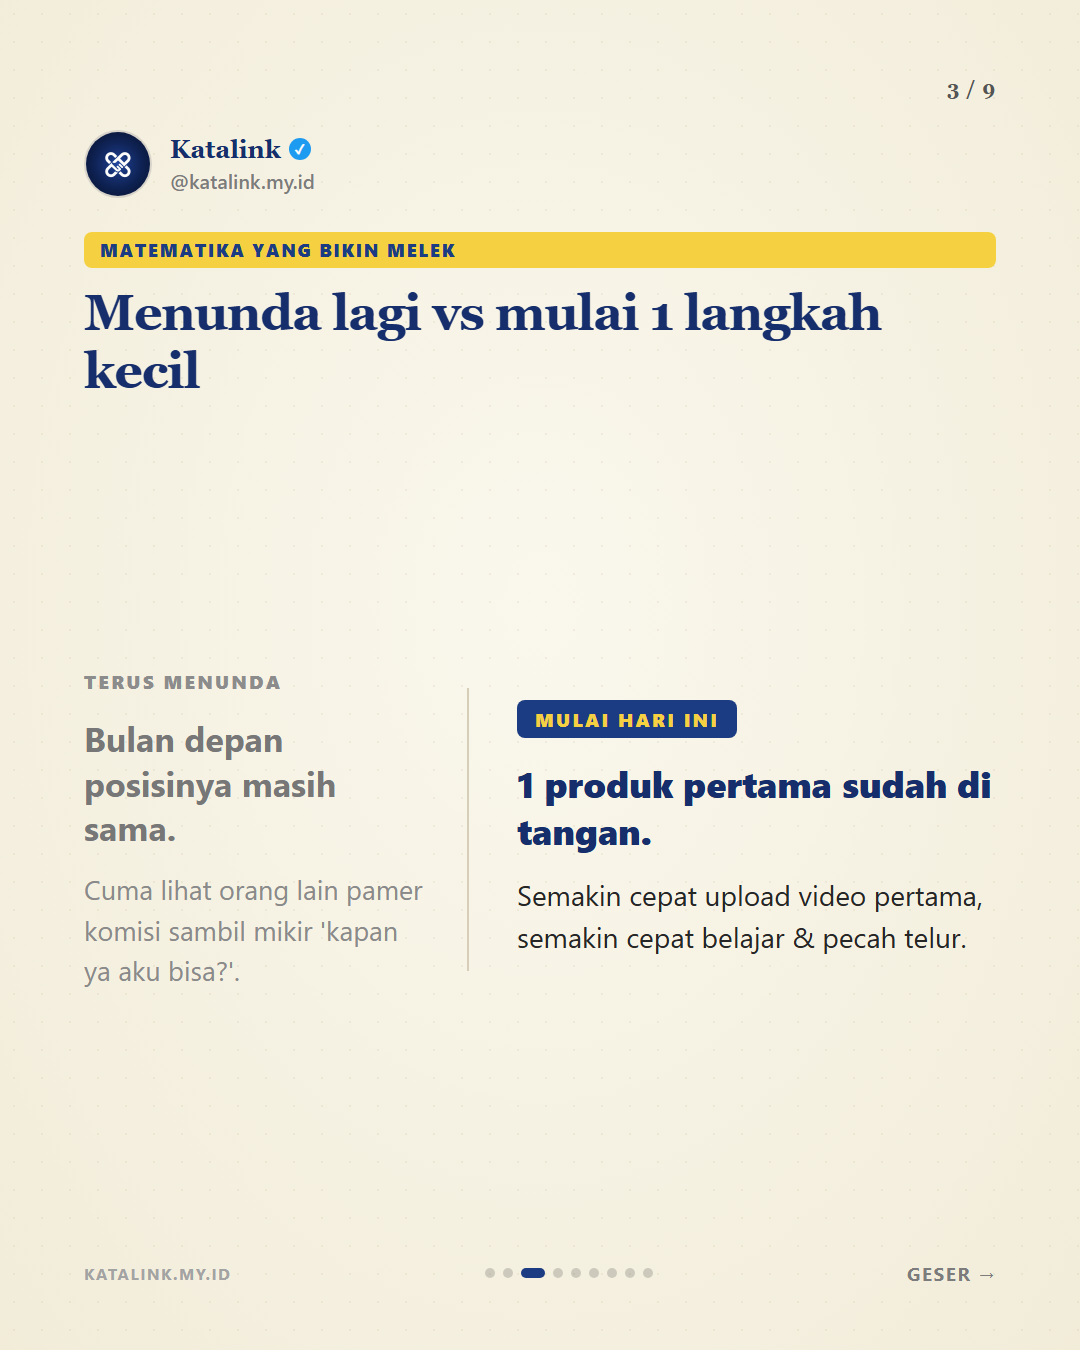 3 / 9
Katalink
@katalink.my.id
MATEMATIKA YANG BIKIN MELEK
Menunda lagi vs mulai 1 langkah
kecil
TERUS MENUNDA
Bulan depan
posisinya masih
sama.
Cuma lihat orang lain pamer
komisi sambil mikir 'kapan
ya aku bisa?'.
MULAI HARI INI
1 produk pertama sudah di
tangan.
Semakin cepat upload video pertama,
semakin cepat belajar & pecah telur.
KATALINK.MY.ID
GESER →